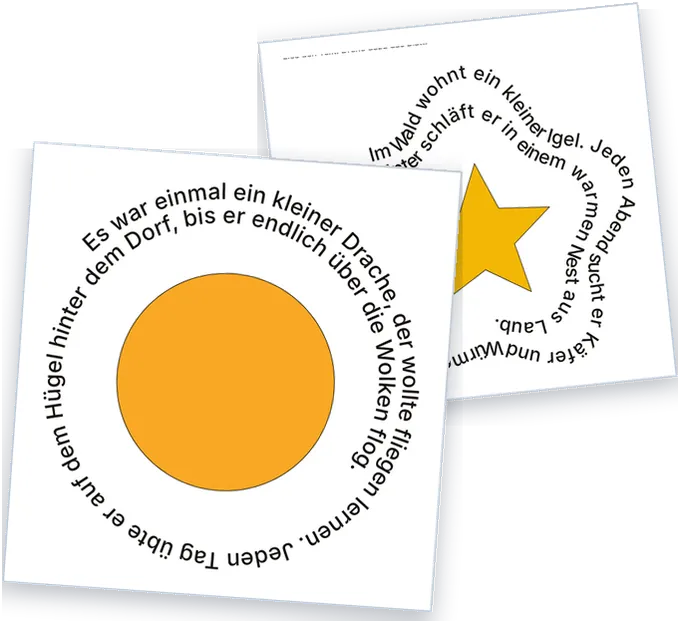 Es war einmal ein kleiner Drache, der wollte fliegen lernen. Jeden Tag übte er auf dem Hügel hinter dem Dorf, bis er endlich über die Wolken flog.
Im Wald wohnt ein kleiner Igel. Jeden Abend sucht er Käfer und
schläft er in einem warmen Nest aus Laub.